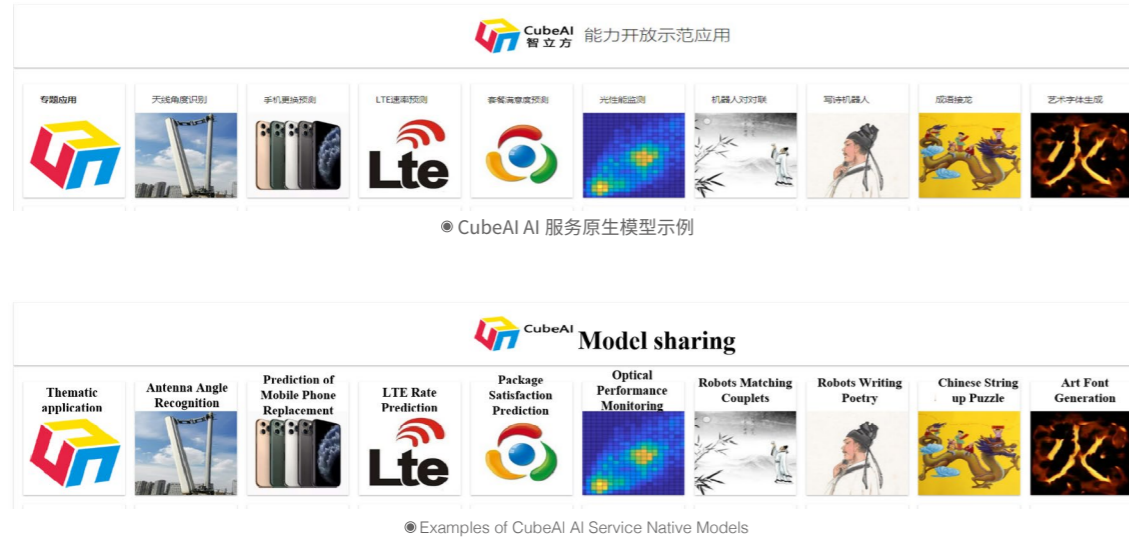 CubeAI
智立方
能力开放示范应用
专题应用
天线角度识别
手机更换预测
LTE速率预测
套餐满意度预测
光性能监测
机器人对对联
写诗机器人
成语接龙
艺术字体生成
Lte
火
◉ CubeAI AI 服务原生模型示例
CubeAI
Model sharing
Thematic
application
Antenna Angle
Recognition
Prediction of
Mobile Phone
Replacement
LTE Rate
Prediction
Package
Satisfaction
Prediction
Optical
Performance
Monitoring
Robots Matching
Couplets
Robots Writing
Poetry
Chinese String
up Puzzle
Art Font
Generation
Lte
火
◉ Examples of CubeAI AI Service Native Models